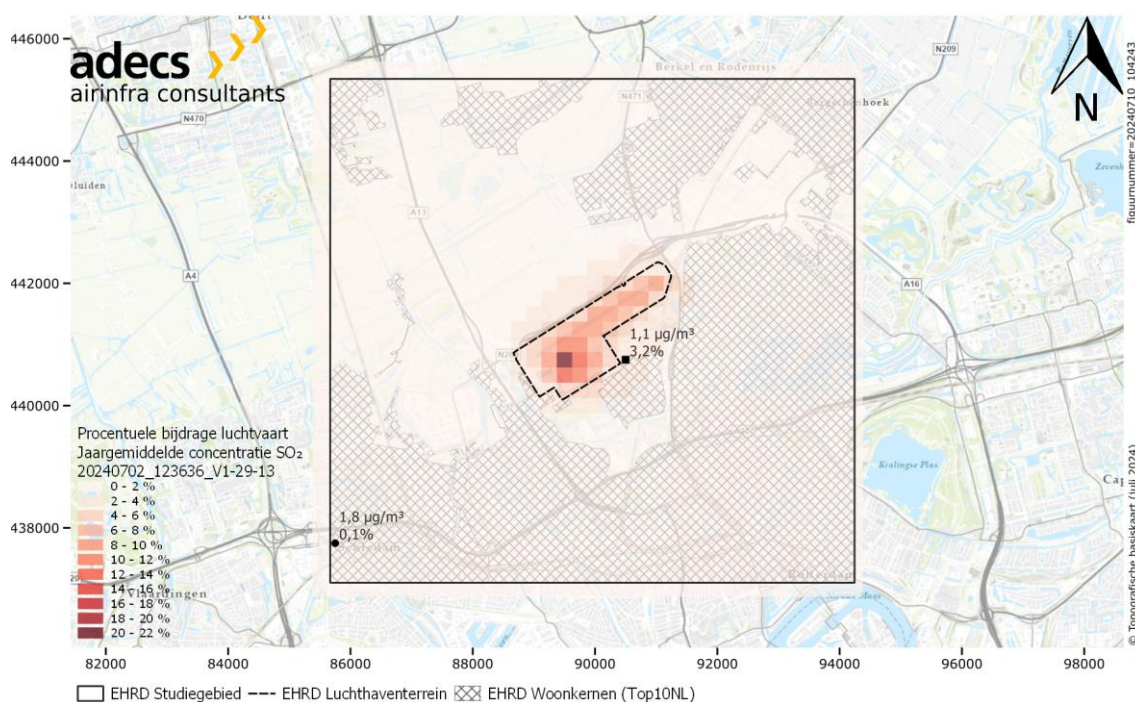 446000
444000
442000
440000
438000
adecs
airinfra consultants
N
figuurnummer=20240710_104243
© Topografische basiskaart (juli 2024)
N209
Berkel en Rodenrijs
N471
N470
A13
A4
A16
1,1 µg/m³
3,2%
Kralingse Plas
Procentuele bijdrage luchtvaart
Jaargemiddelde concentratie SO₂
20240702_123636_V1-29-13
0 - 2 %
2 - 4 %
4 - 6 %
6 - 8 %
8 - 10 %
10 - 12 %
12 - 14 %
14 - 16 %
16 - 18 %
18 - 20 %
20 - 22 %
1,8 µg/m³
0,1%
Vlaardingen
82000
84000
86000
88000
90000
92000
94000
96000
98000
EHRD Studiegebied
EHRD Luchthaventerrein
EHRD Woonkernen (Top10NL)